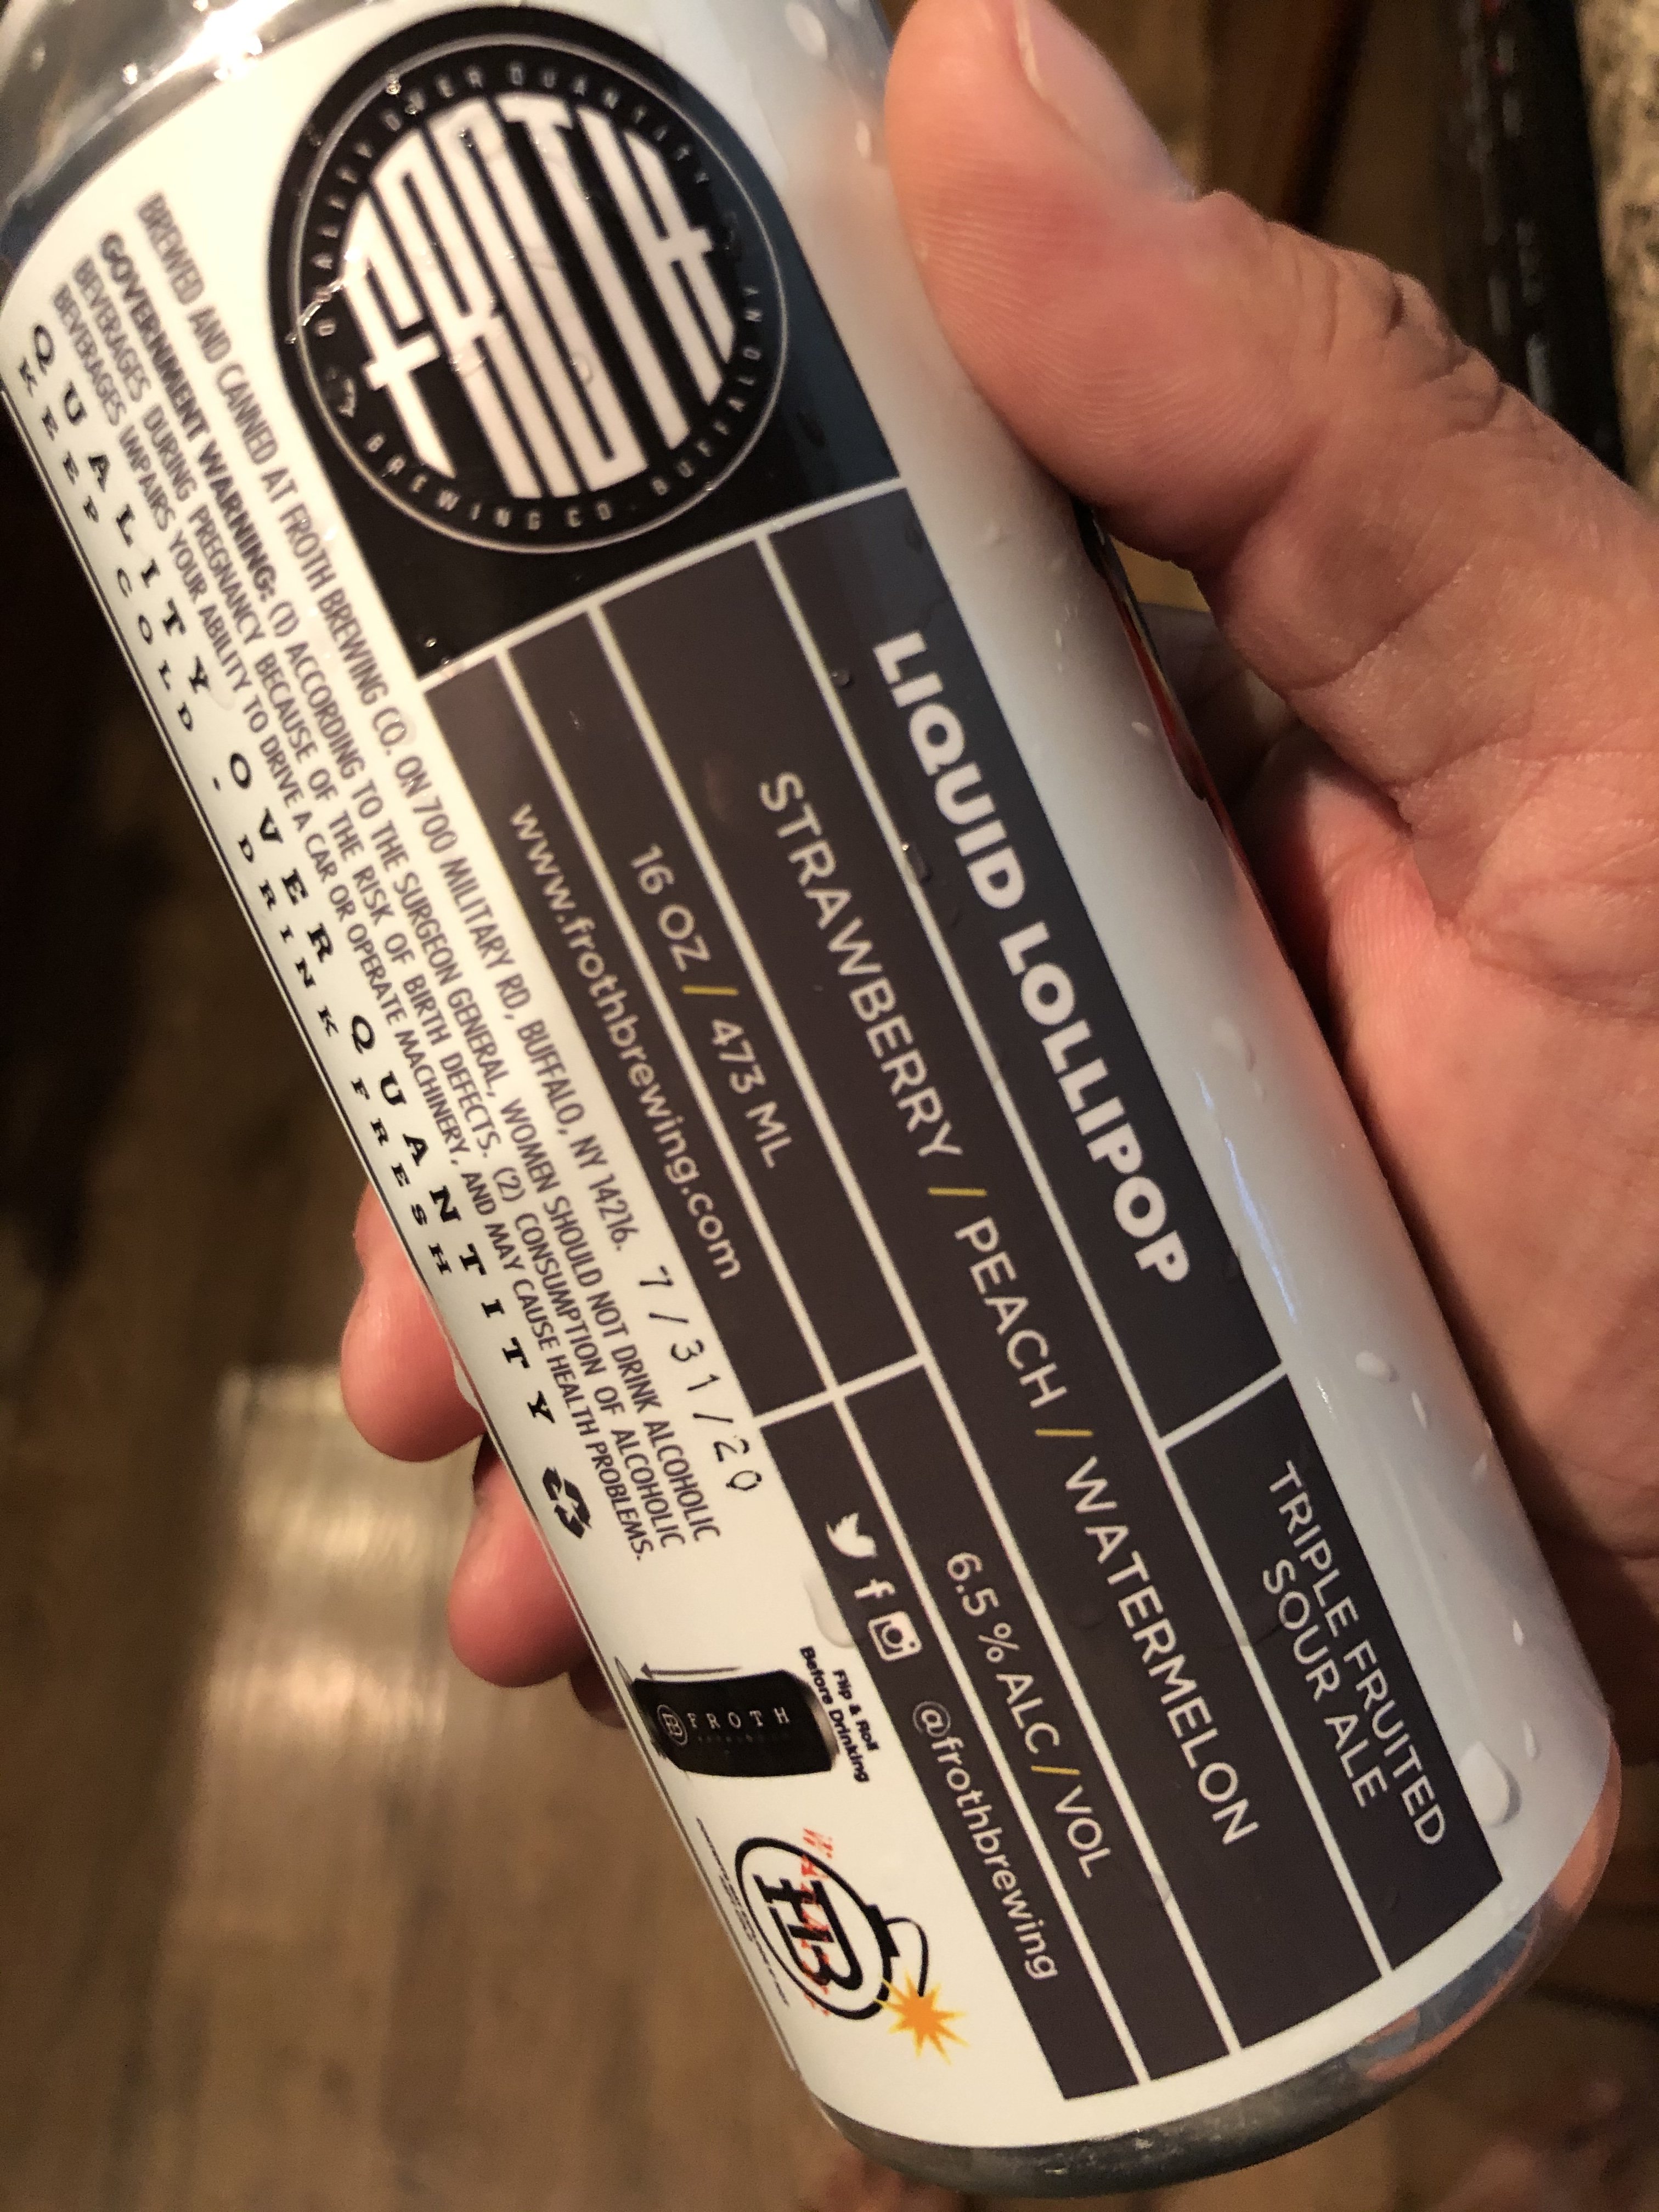 QUALITY OVER QUANTITY
FROTH
BREWING CO. BUFFALO NY
LIQUID LOLLIPOP
TRIPLE FRUITED
SOUR ALE
STRAWBERRY / PEACH / WATERMELON
16 OZ / 473 ML
6.5 % ALC / VOL
www.frothbrewing.com
@frothbrewing
BREWED AND CANNED AT FROTH BREWING CO. ON 700 MILITARY RD, BUFFALO, NY 14216.
7/31/20
GOVERNMENT WARNING: (1) ACCORDING TO THE SURGEON GENERAL, WOMEN SHOULD NOT DRINK ALCOHOLIC
BEVERAGES DURING PREGNANCY BECAUSE OF THE RISK OF BIRTH DEFECTS. (2) CONSUMPTION OF ALCOHOLIC
BEVERAGES IMPAIRS YOUR ABILITY TO DRIVE A CAR OR OPERATE MACHINERY, AND MAY CAUSE HEALTH PROBLEMS.
QUALITY OVER QUANTITY
KEEP COLD . DRINK FRESH
Flip & Roll
Before Drinking
FROTH